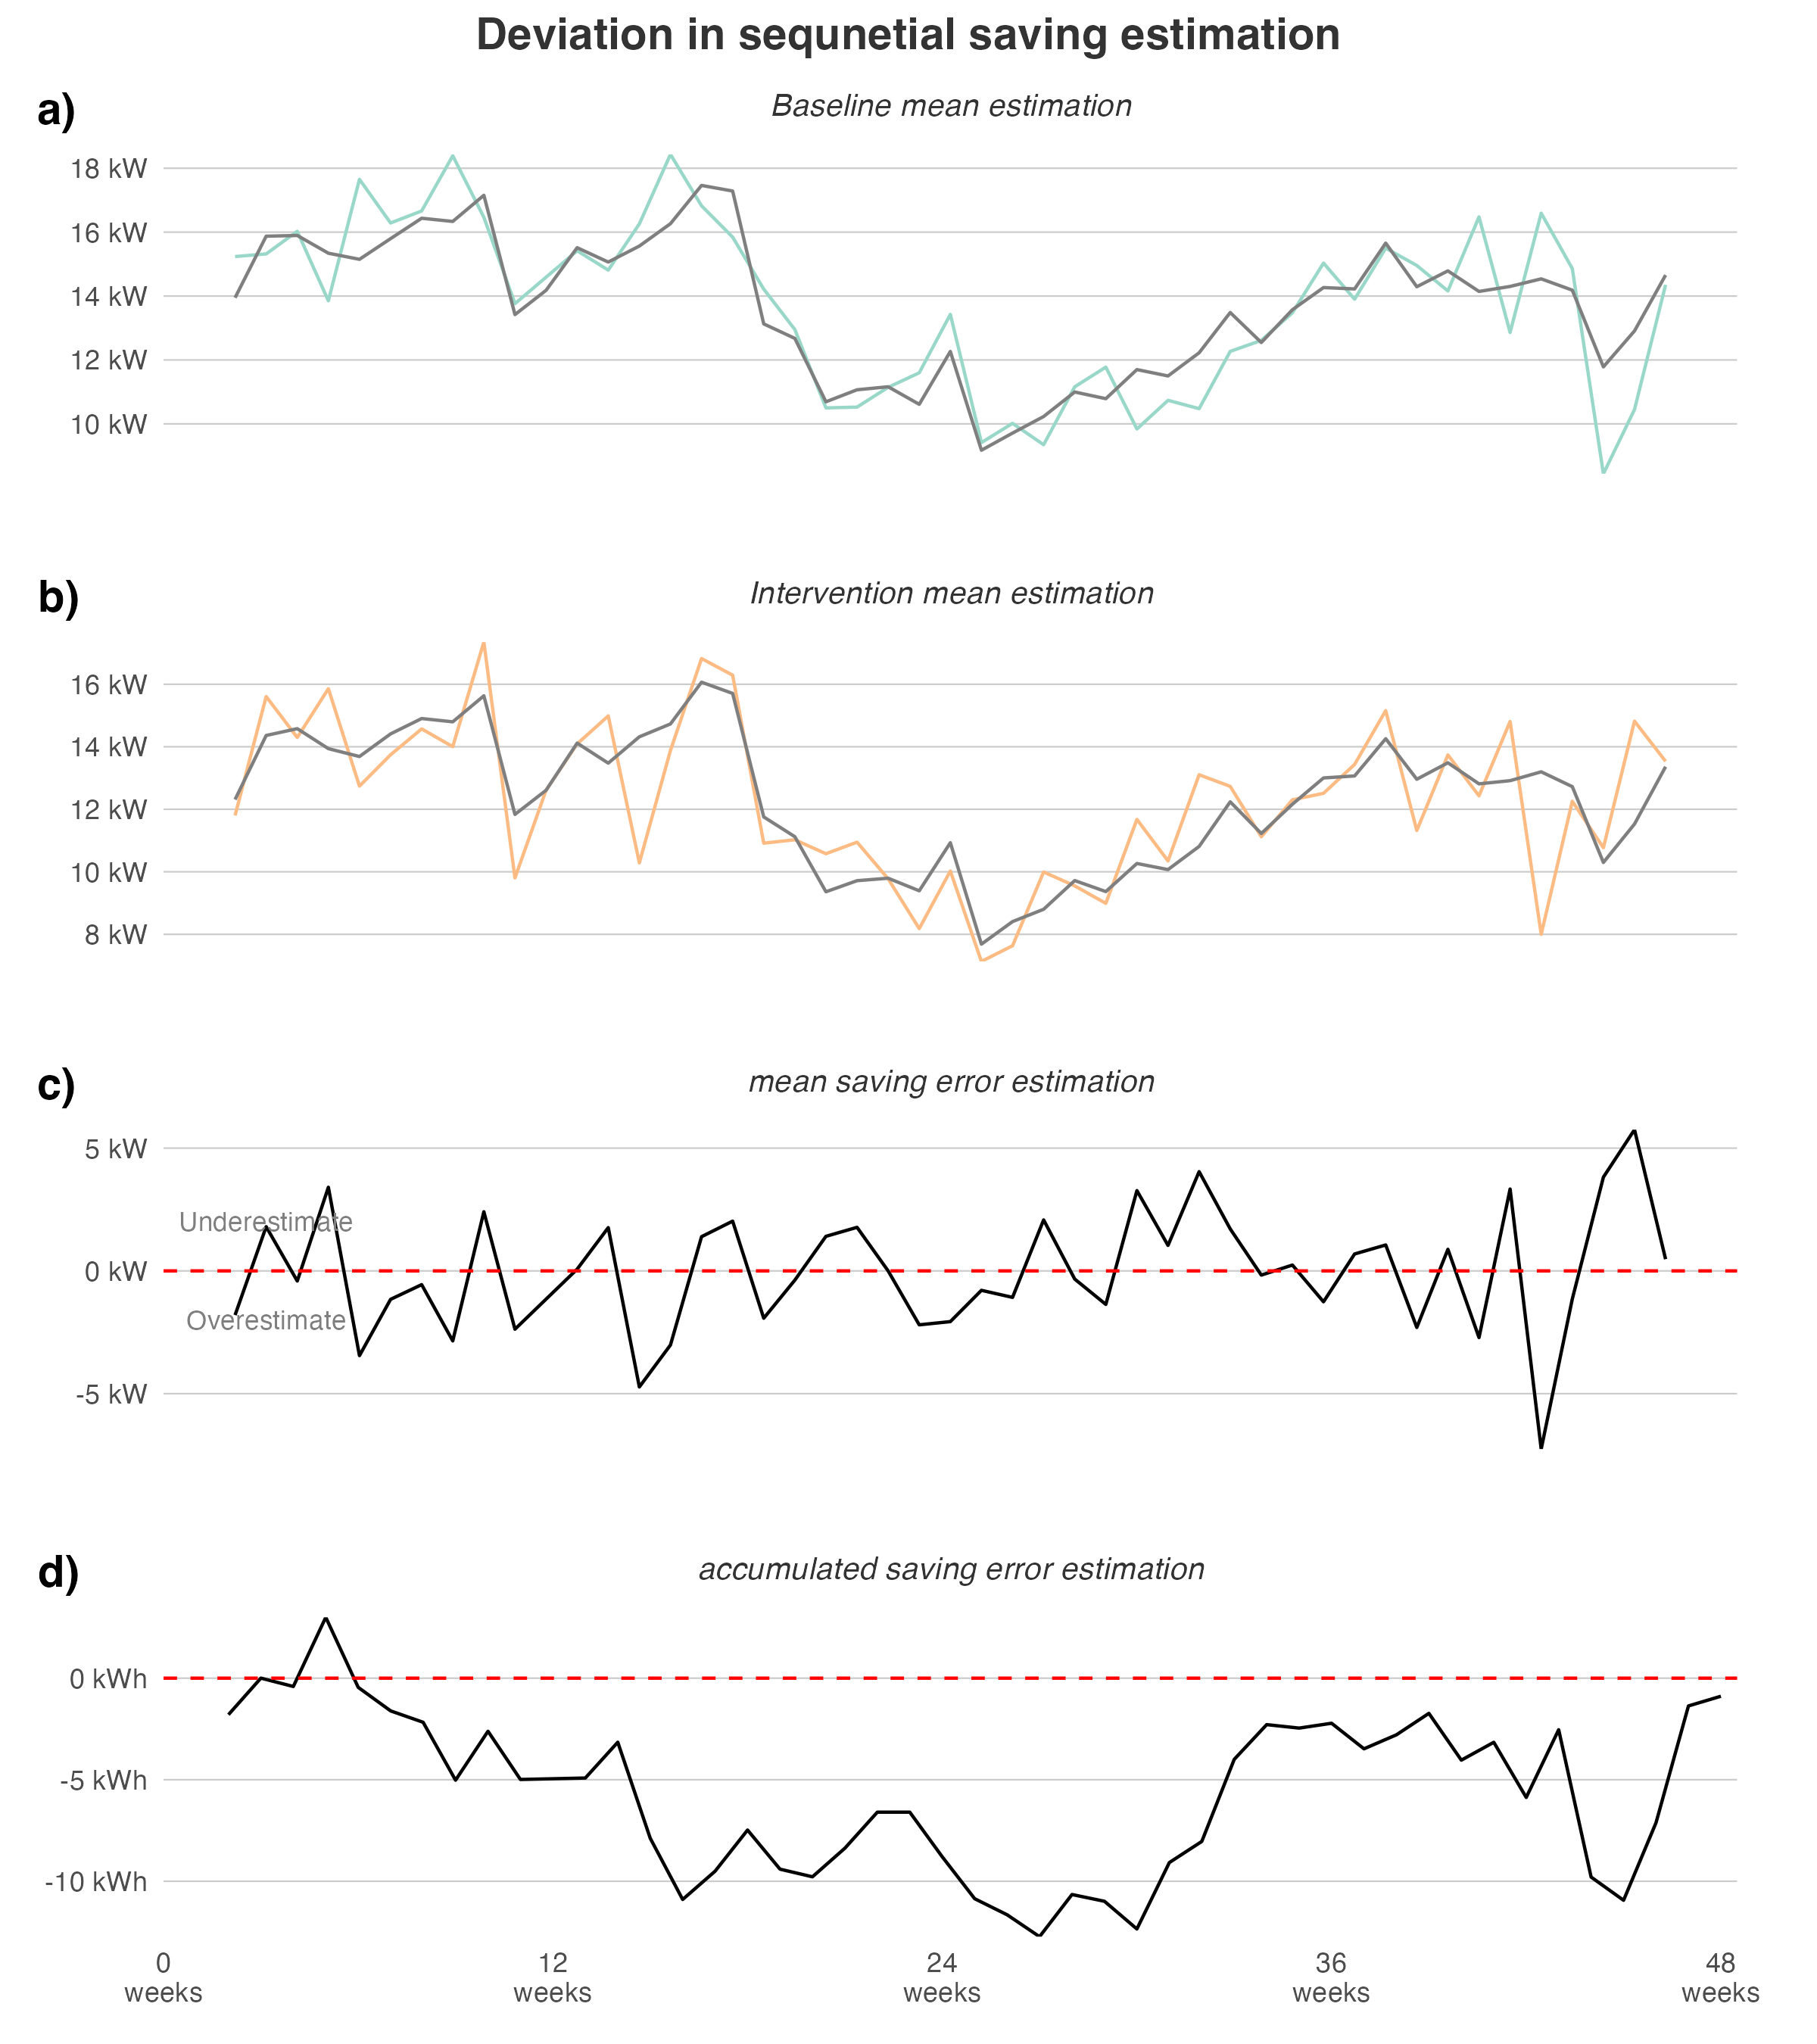 Deviation in sequnetial saving estimation
a)
Baseline mean estimation
18 kW
16 kW
14 kW
12 kW
10 kW
b)
Intervention mean estimation
16 kW
14 kW
12 kW
10 kW
8 kW
c)
mean saving error estimation
5 kW
Underestimate
0 kW
Overestimate
-5 kW
d)
accumulated saving error estimation
0 kWh
-5 kWh
-10 kWh
0 12 24 36 48
weeks weeks weeks weeks weeks